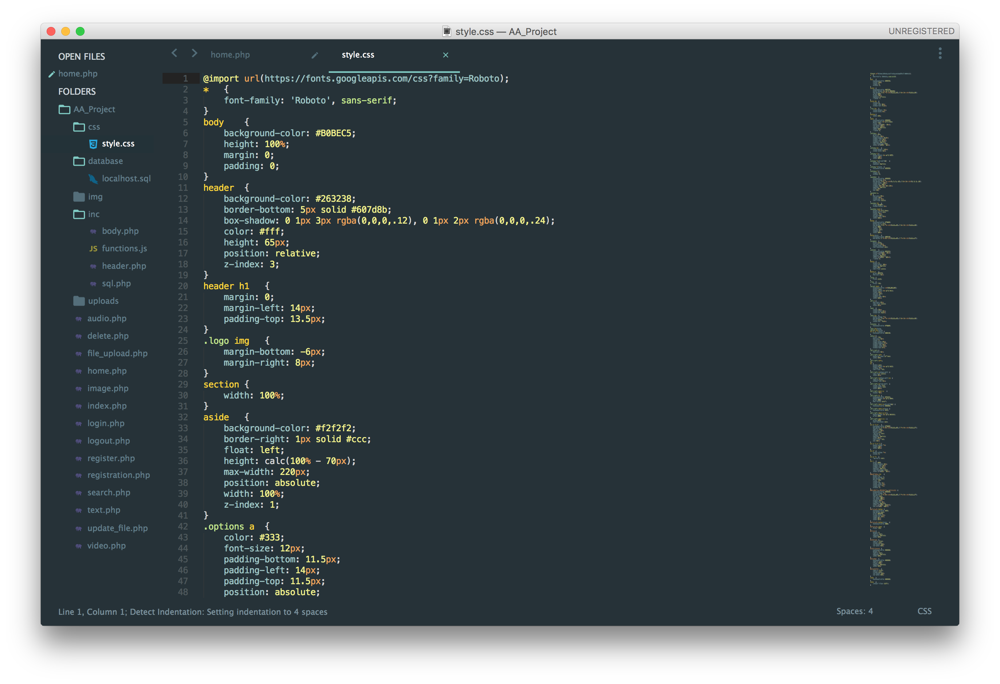 style.css — AA_Project
UNREGISTERED
OPEN FILES
home.php
FOLDERS
AA_Project
css
style.css
database
localhost.sql
img
inc
body.php
JS functions.js
header.php
sql.php
uploads
audio.php
delete.php
file_upload.php
home.php
image.php
index.php
login.php
logout.php
register.php
registration.php
search.php
text.php
update_file.php
video.php
home.php
style.css
1 @import url(https://fonts.googleapis.com/css?family=Roboto);
2 * {
3 font-family: 'Roboto', sans-serif;
4 }
5 body {
6 background-color: #B0BEC5;
7 height: 100%;
8 margin: 0;
9 padding: 0;
10 }
11 header {
12 background-color: #263238;
13 border-bottom: 5px solid #607d8b;
14 box-shadow: 0 1px 3px rgba(0,0,0,.12), 0 1px 2px rgba(0,0,0,.24);
15 color: #fff;
16 height: 65px;
17 position: relative;
18 z-index: 3;
19 }
20 header h1 {
21 margin: 0;
22 margin-left: 14px;
23 padding-top: 13.5px;
24 }
25 .logo img {
26 margin-bottom: -6px;
27 margin-right: 8px;
28 }
29 section {
30 width: 100%;
31 }
32 aside {
33 background-color: #f2f2f2;
34 border-right: 1px solid #ccc;
35 float: left;
36 height: calc(100% - 70px);
37 max-width: 220px;
38 position: absolute;
39 width: 100%;
40 z-index: 1;
41 }
42 .options a {
43 color: #333;
44 font-size: 12px;
45 padding-bottom: 11.5px;
46 padding-left: 14px;
47 padding-top: 11.5px;
48 position: absolute;
Line 1, Column 1; Detect Indentation: Setting indentation to 4 spaces
Spaces: 4
CSS